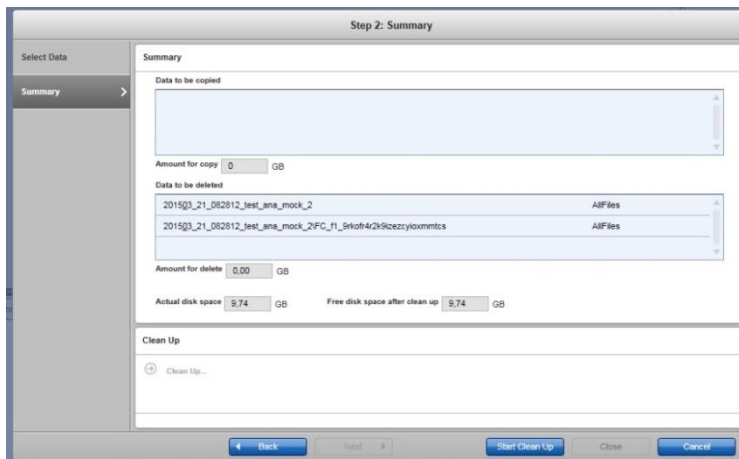 Step 2: Summary
Select Data
Summary
Summary
Data to be copied
Amount for copy 0 GB
Data to be deleted
201503_21_082812_test_ana_mock_2 AllFiles
201503_21_082812_test_ana_mock_2\FC_f1_9rkofr4r2k9izezcyioxmmtcs AllFiles
Amount for delete 0,00 GB
Actual disk space 9,74 GB Free disk space after clean up 9,74 GB
Clean Up
Clean Up...
Back Next Start Clean Up Close Cancel